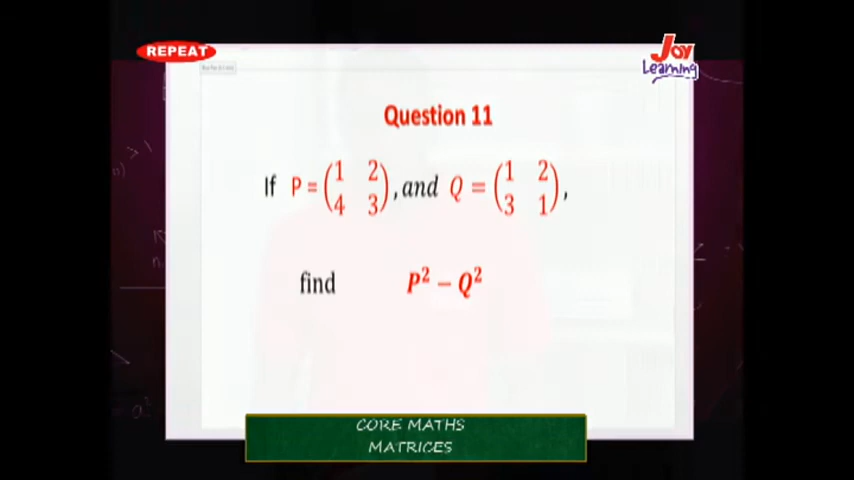 REPEAT
Joy
Learning
Question 11
If P = (1 2
4 3), and Q = (1 2
3 1),
find P² − Q²
CORE MATHS
MATRICES